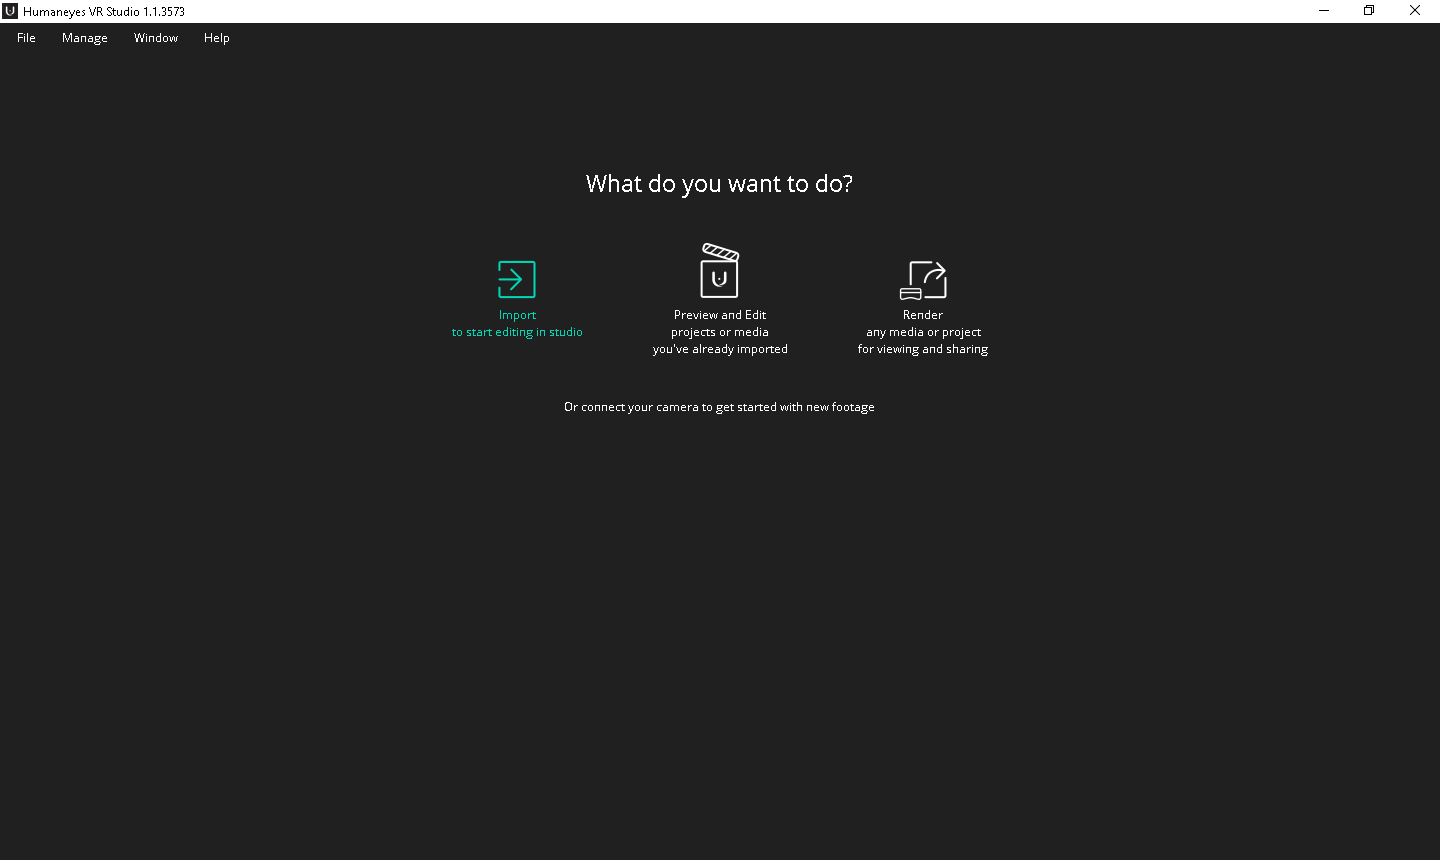 Humaneyes VR Studio 1.1.3573
File Manage Window Help
What do you want to do?
Import
to start editing in studio
Preview and Edit
projects or media
you've already imported
Render
any media or project
for viewing and sharing
Or connect your camera to get started with new footage